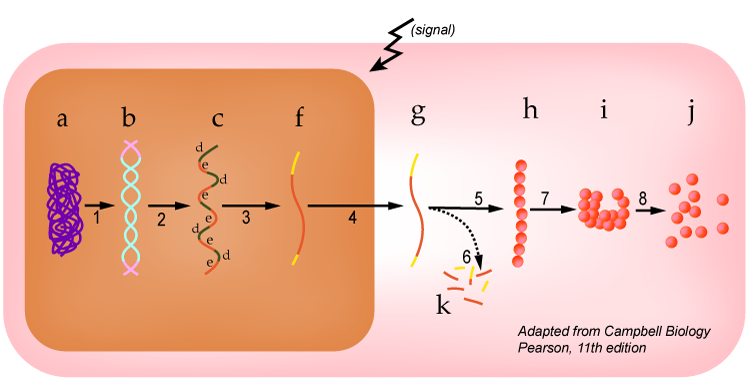 (signal)
a b c f g h i j
d
e
d
e
e
d
e
d
e
1 2 3 4 5 7 8
6
k
Adapted from Campbell Biology
Pearson, 11th edition